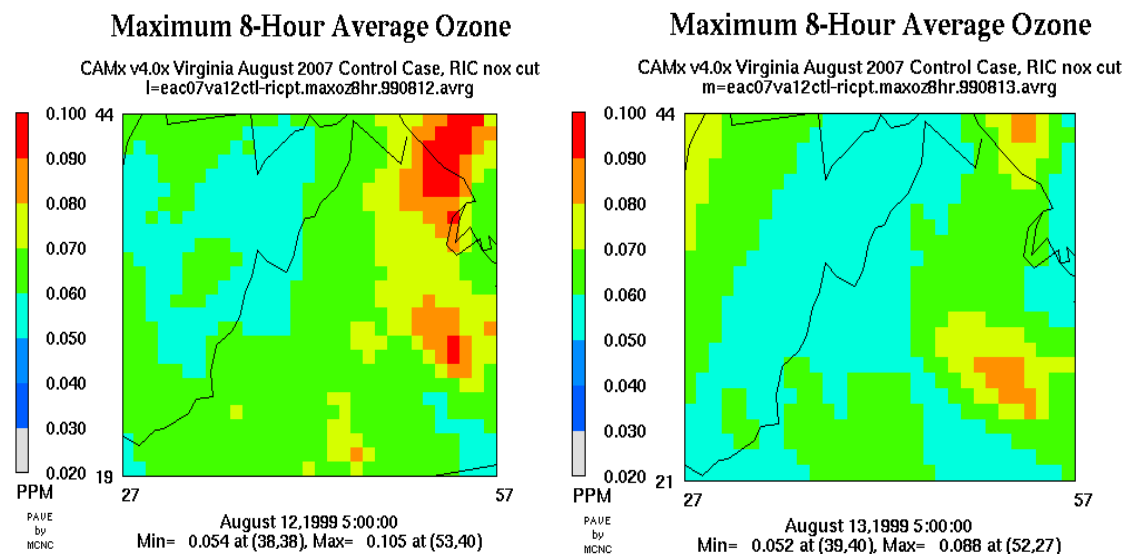 Maximum 8-Hour Average Ozone
CAMx v4.0x Virginia August 2007 Control Case, RIC nox cut
l=eac07va12ctl-ricpt.maxoz8hr.990812.avrg
0.100
0.090
0.080
0.070
0.060
0.050
0.040
0.030
0.020
PPM
PAVE
by
MCNC
44
19
27
57
August 12,1999 5:00:00
Min= 0.054 at (38,38), Max= 0.105 at (53,40)
Maximum 8-Hour Average Ozone
CAMx v4.0x Virginia August 2007 Control Case, RIC nox cut
m=eac07va12ctl-ricpt.maxoz8hr.990813.avrg
0.100
0.090
0.080
0.070
0.060
0.050
0.040
0.030
0.020
PPM
PAVE
by
MCNC
44
21
27
57
August 13,1999 5:00:00
Min= 0.052 at (39,40), Max= 0.088 at (52,27)